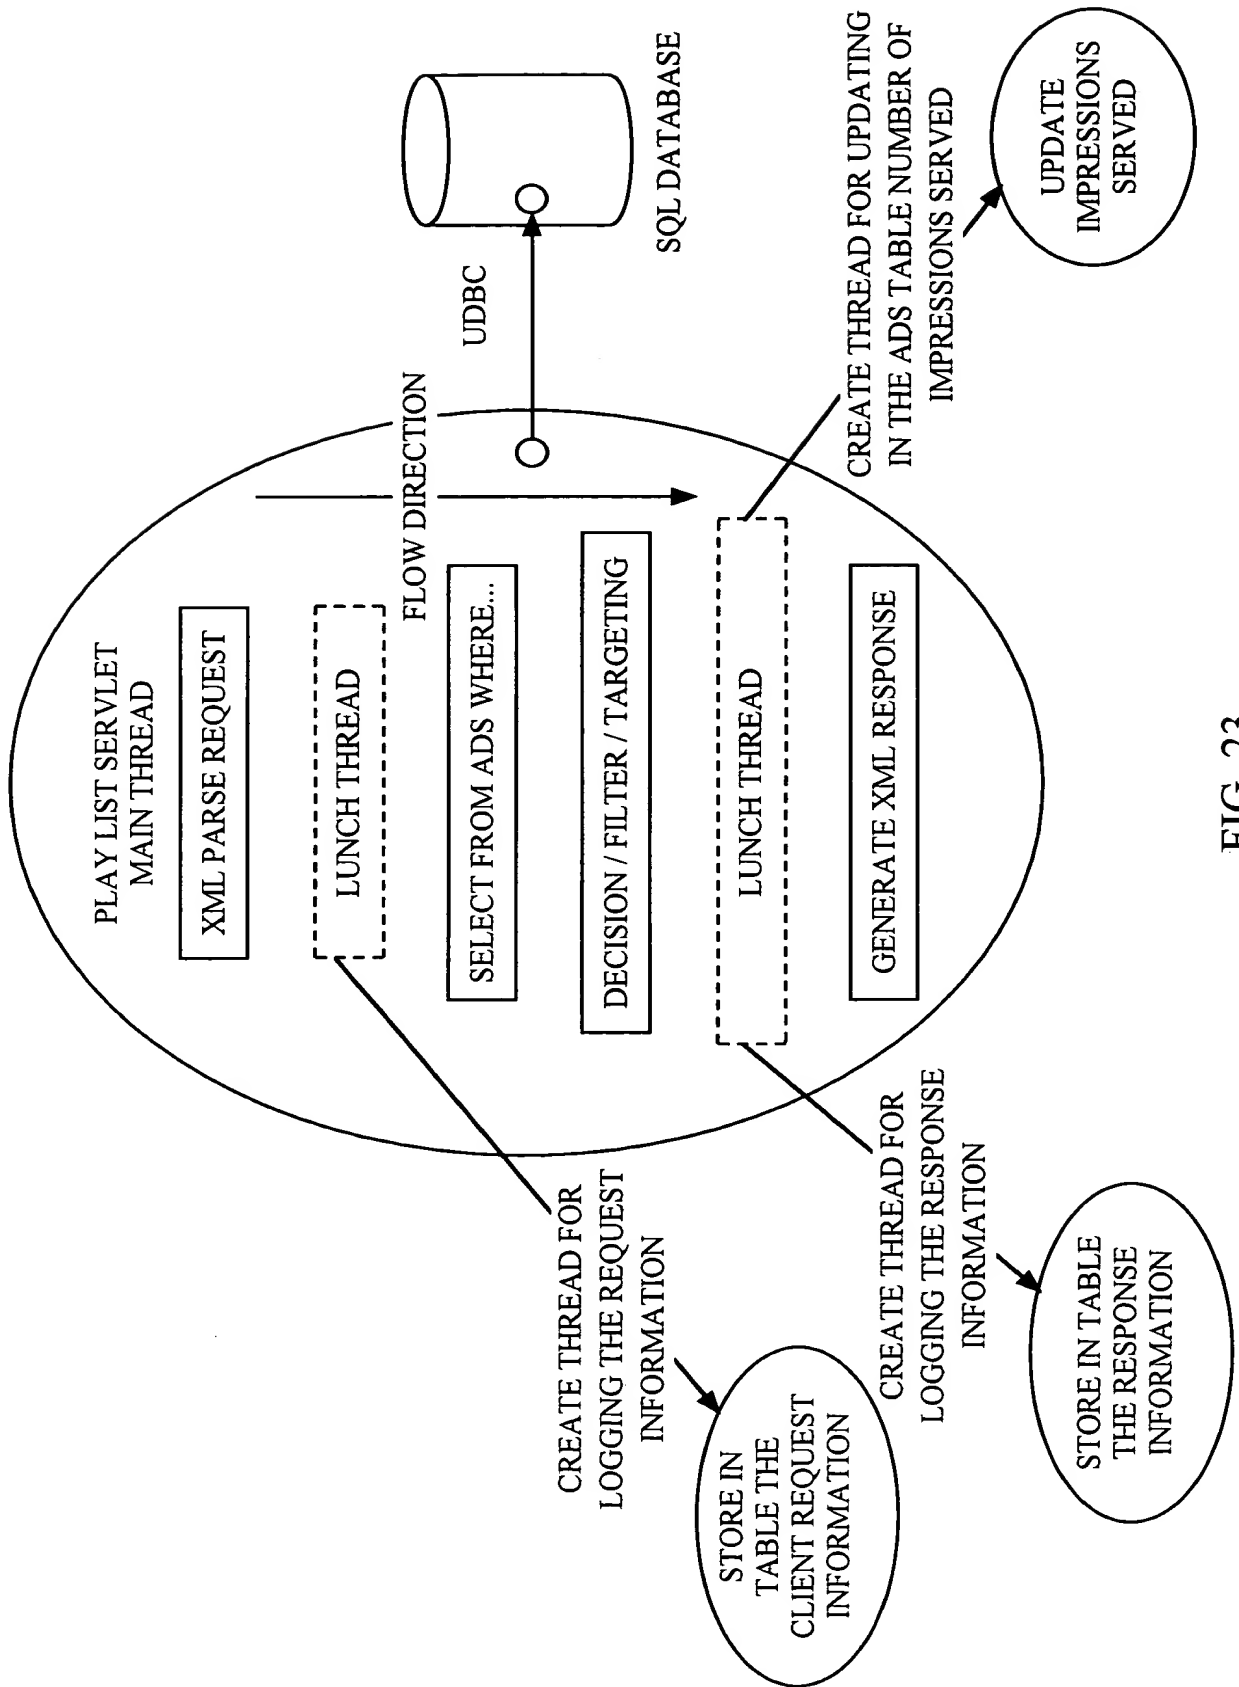 PLAY LIST SERVLET
MAIN THREAD
XML PARSE REQUEST
LUNCH THREAD
FLOW DIRECTION
SELECT FROM ADS WHERE...
DECISION / FILTER / TARGETING
LUNCH THREAD
GENERATE XML RESPONSE
UDBC
SQL DATABASE
CREATE THREAD FOR
LOGGING THE REQUEST
INFORMATION
STORE IN
TABLE THE
CLIENT REQUEST
INFORMATION
CREATE THREAD FOR
LOGGING THE RESPONSE
INFORMATION
STORE IN TABLE
THE RESPONSE
INFORMATION
CREATE THREAD FOR UPDATING
IN THE ADS TABLE NUMBER OF
IMPRESSIONS SERVED
UPDATE
IMPRESSIONS
SERVED
FIG. 23